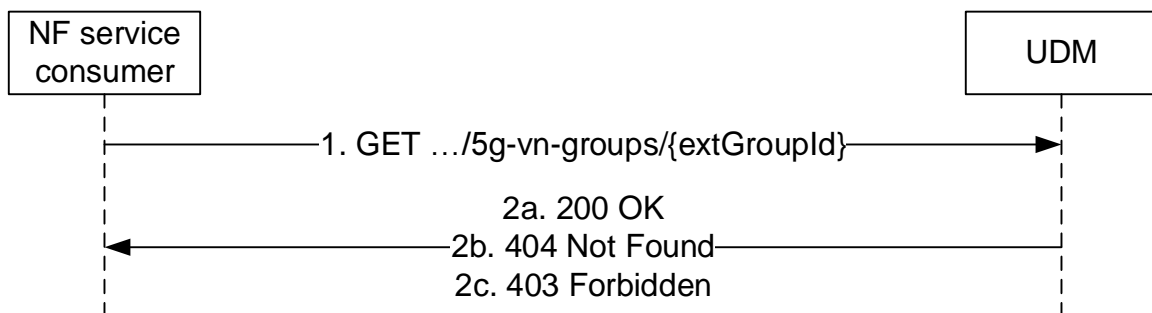 NF service
consumer
UDM
1. GET …/5g-vn-groups/{extGroupId}
2a. 200 OK
2b. 404 Not Found
2c. 403 Forbidden